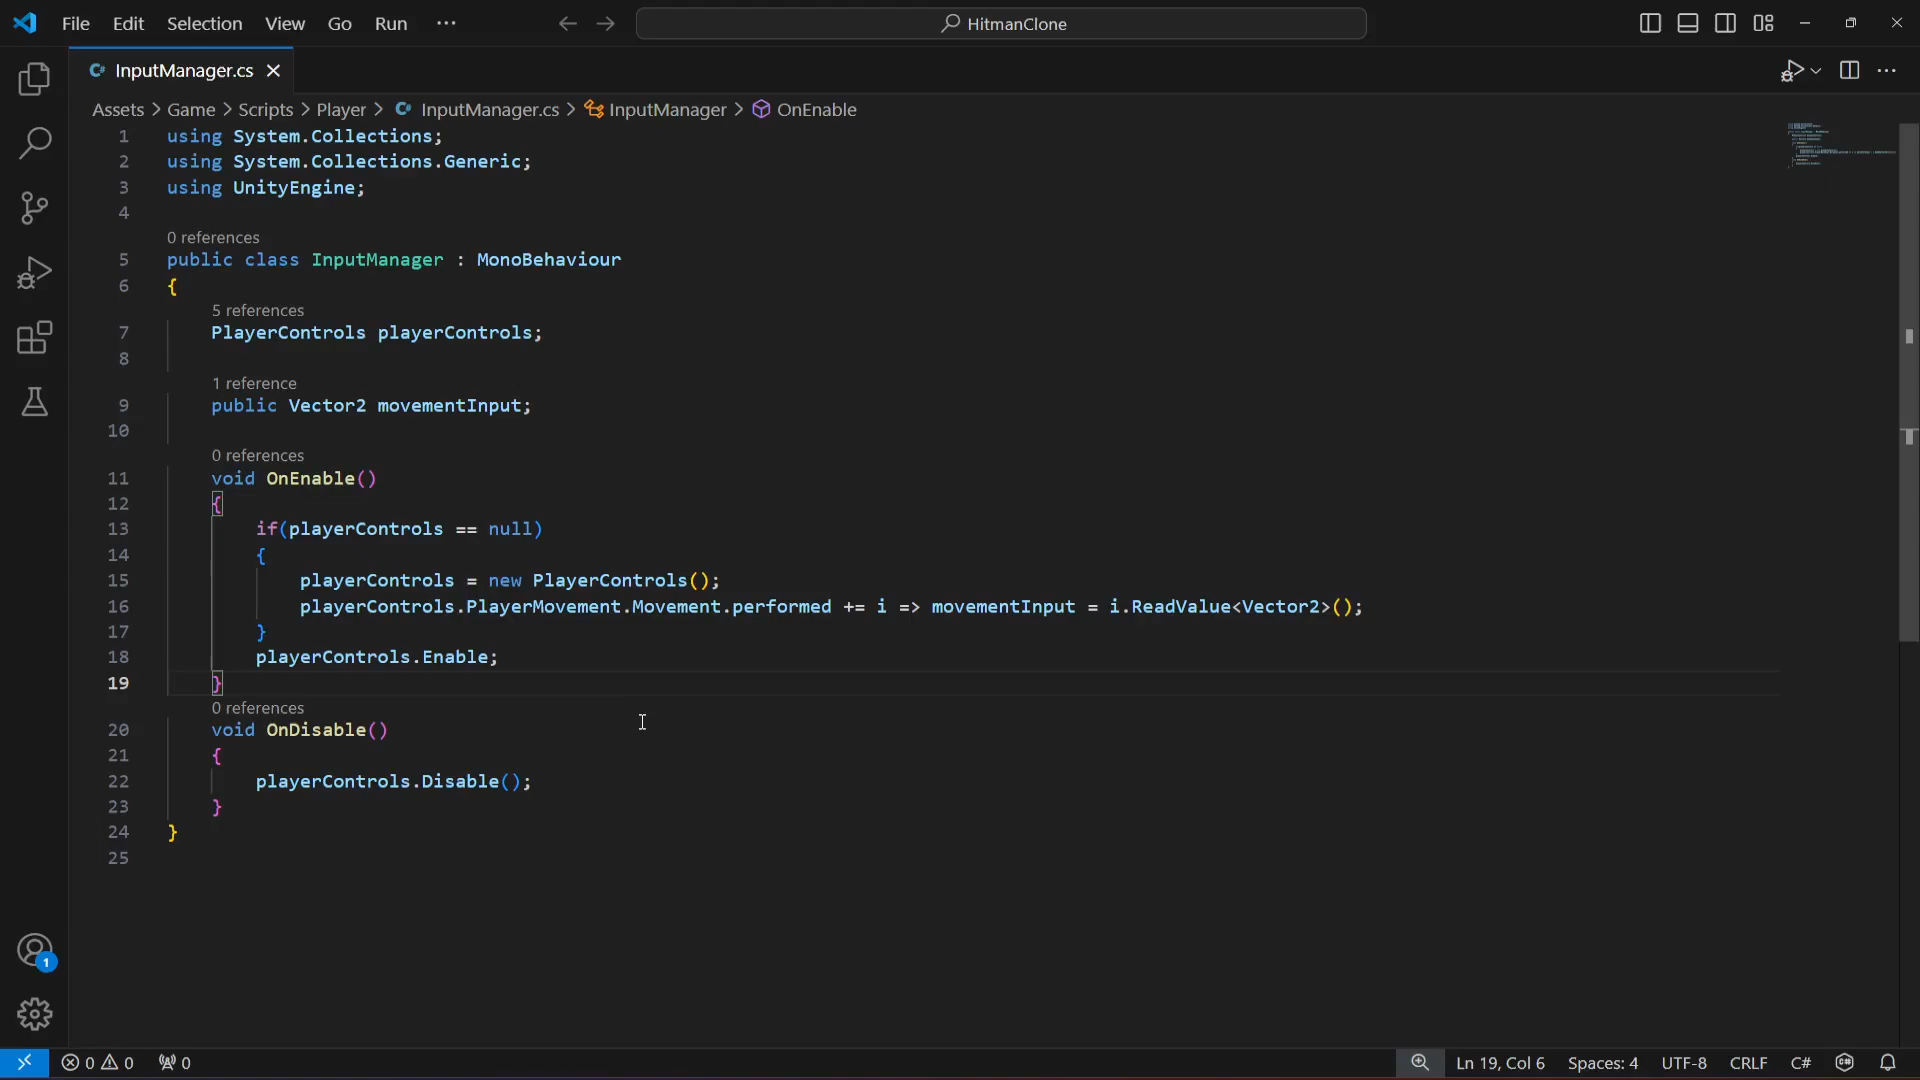 File Edit Selection View Go Run ··· HitmanClone
InputManager.cs
Assets > Game > Scripts > Player > InputManager.cs > InputManager > OnEnable
1 using System.Collections;
2 using System.Collections.Generic;
3 using UnityEngine;
4
0 references
5 public class InputManager : MonoBehaviour
6 {
5 references
7 PlayerControls playerControls;
8
1 reference
9 public Vector2 movementInput;
10
0 references
11 void OnEnable()
12 {
13 if(playerControls == null)
14 {
15 playerControls = new PlayerControls();
16 playerControls.PlayerMovement.Movement.performed += i => movementInput = i.ReadValue<Vector2>();
17 }
18 playerControls.Enable;
19 }
0 references
20 void OnDisable()
21 {
22 playerControls.Disable();
23 }
24 }
25
1
0 0 0 Ln 19, Col 6 Spaces: 4 UTF-8 CRLF C#